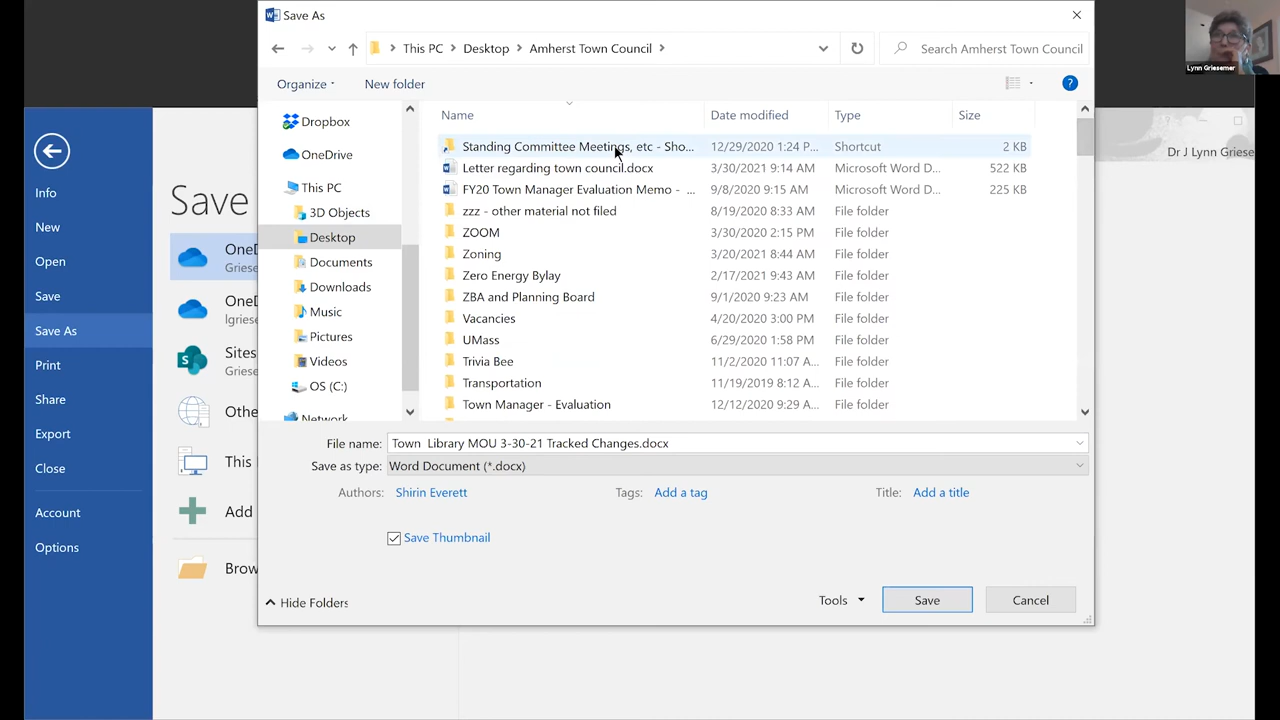 Save As
This PC > Desktop > Amherst Town Council >
Search Amherst Town Council
Lynn Griesemer
Organize
New folder
Name
Date modified
Type
Size
Dropbox
OneDrive
This PC
3D Objects
Desktop
Documents
Downloads
Music
Pictures
Videos
OS (C:)
Network
Standing Committee Meetings, etc - Sho... 12/29/2020 1:24 P... Shortcut 2 KB
Letter regarding town council.docx 3/30/2021 9:14 AM Microsoft Word D... 522 KB
FY20 Town Manager Evaluation Memo - ... 9/8/2020 9:15 AM Microsoft Word D... 225 KB
zzz - other material not filed 8/19/2020 8:33 AM File folder
ZOOM 3/30/2020 2:15 PM File folder
Zoning 3/20/2021 8:44 AM File folder
Zero Energy Bylay 2/17/2021 9:43 AM File folder
ZBA and Planning Board 9/1/2020 9:23 AM File folder
Vacancies 4/20/2020 3:00 PM File folder
UMass 6/29/2020 1:58 PM File folder
Trivia Bee 11/2/2020 11:07 A... File folder
Transportation 11/19/2019 8:12 A... File folder
Town Manager - Evaluation 12/12/2020 9:29 A... File folder
File name: Town  Library MOU 3-30-21 Tracked Changes.docx
Save as type: Word Document (*.docx)
Authors: Shirin Everett
Tags: Add a tag
Title: Add a title
Save Thumbnail
Hide Folders
Tools
Save
Cancel
Info
New
Open
Save
Save As
Print
Share
Export
Close
Account
Options
Save
OneD
Griese
OneD
lgriese
Sites
Griese
Othe
This
Add
Brow
Dr J Lynn Griese